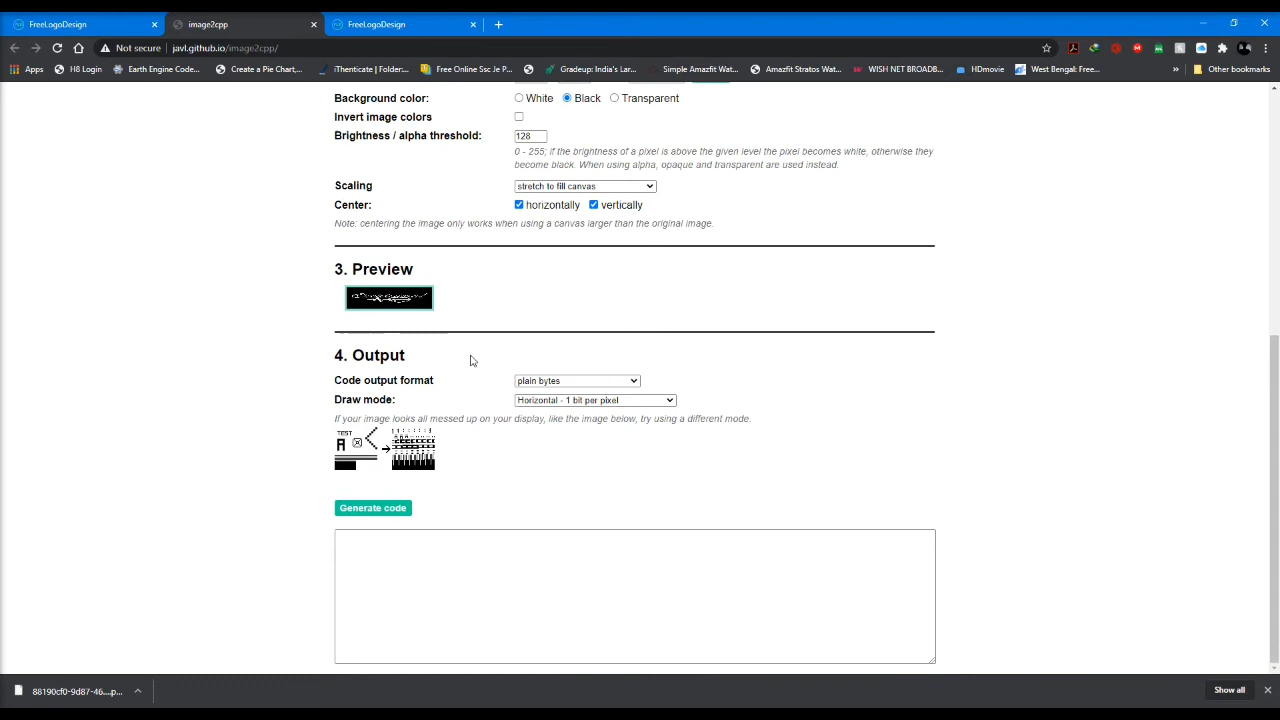 FreeLogoDesign
image2cpp
FreeLogoDesign
Not secure
javl.github.io/image2cpp/
Apps
H8 Login
Earth Engine Code...
Create a Pie Chart,...
iThenticate | Folder...
Free Online Ssc Je P...
Gradeup: India's Lar...
Simple Amazfit Wat...
Amazfit Stratos Wat...
WISH NET BROADB...
HDmovie
West Bengal: Free...
»
Other bookmarks
Background color:
White
Black
Transparent
Invert image colors
Brightness / alpha threshold:
128
0 - 255; if the brightness of a pixel is above the given level the pixel becomes white, otherwise they
become black. When using alpha, opaque and transparent are used instead.
Scaling
stretch to fill canvas
Center:
horizontally
vertically
Note: centering the image only works when using a canvas larger than the original image.
3. Preview
4. Output
Code output format
plain bytes
Draw mode:
Horizontal - 1 bit per pixel
If your image looks all messed up on your display, like the image below, try using a different mode.
TEST
A
Generate code
88190cf0-9d87-46....p...
Show all